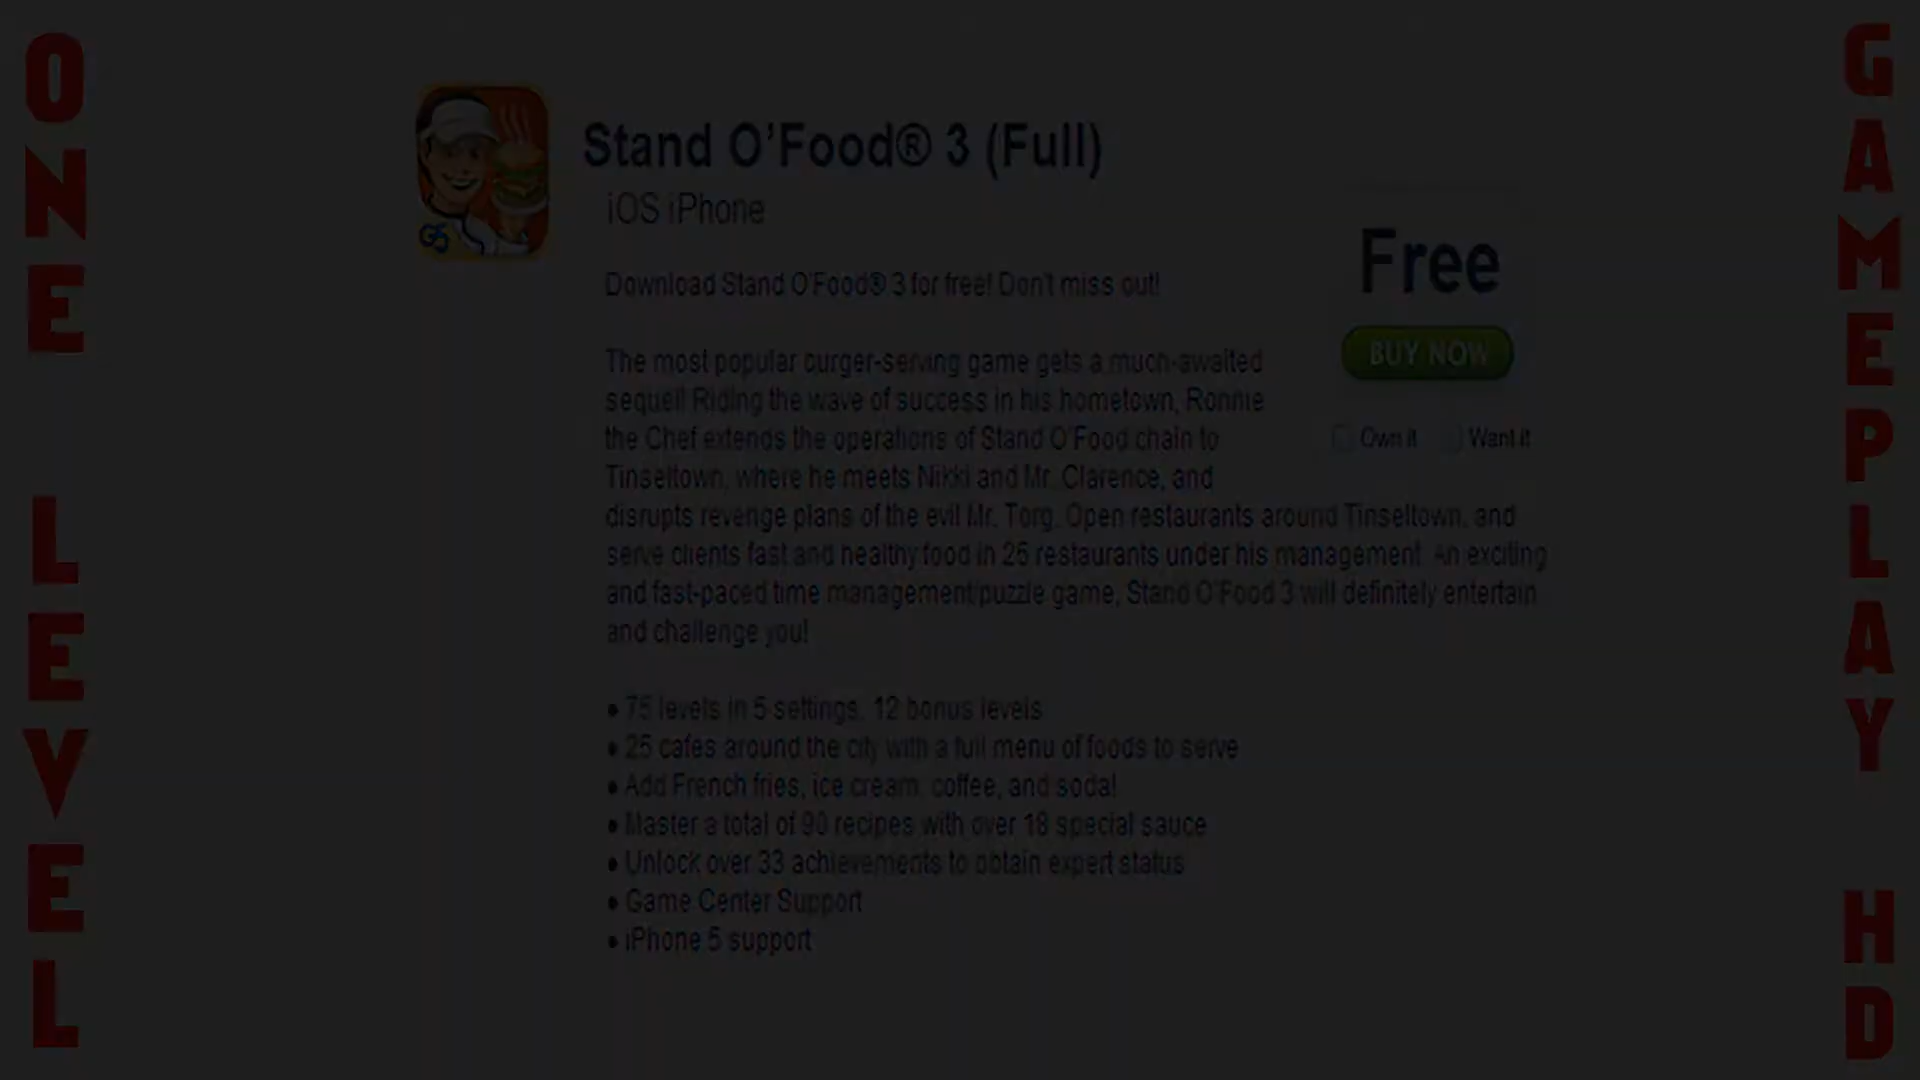 ONE LEVEL
Stand O'Food® 3 (Full)
iOS iPhone
Free
Download Stand O'Food® 3 for free! Don't miss out!
BUY NOW
The most popular curger-serving game gets a much-awaited
sequel! Riding the wave of success in his hometown, Ronnie
the Chef extends the operations of Stand O'Food chain to
Own it Want it
Tinseltown, where he meets Nikki and Mr. Clarence, and
disrupts revenge plans of the evil Mr. Torg. Open restaurants around Tinseltown, and
serve clients fast and healthy food in 25 restaurants under his management. An exciting
and fast-paced time management/puzzle game, Stand O'Food 3 will definitely entertain
and challenge you!
• 75 levels in 5 settings, 12 bonus levels
• 25 cafes around the city with a full menu of foods to serve
• Add French fries, ice cream, coffee, and soda!
• Master a total of 90 recipes with over 18 special sauce
• Unlock over 33 achievements to obtain expert status
• Game Center Support
• iPhone 5 support
G5
GAMEPLAY HD